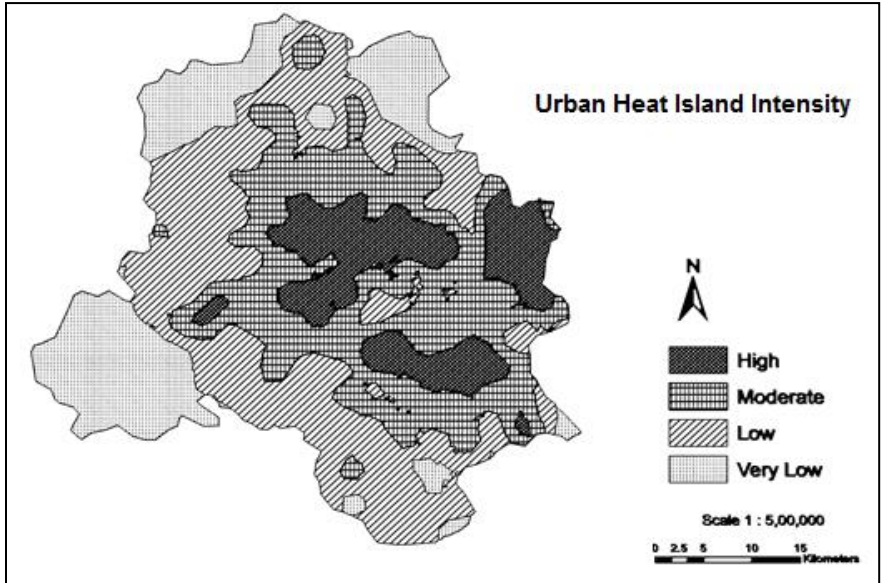 Urban Heat Island Intensity
N
High
Moderate
Low
Very Low
Scale 1 : 5,00,000
0 2.5 5 10 15
Kilometers